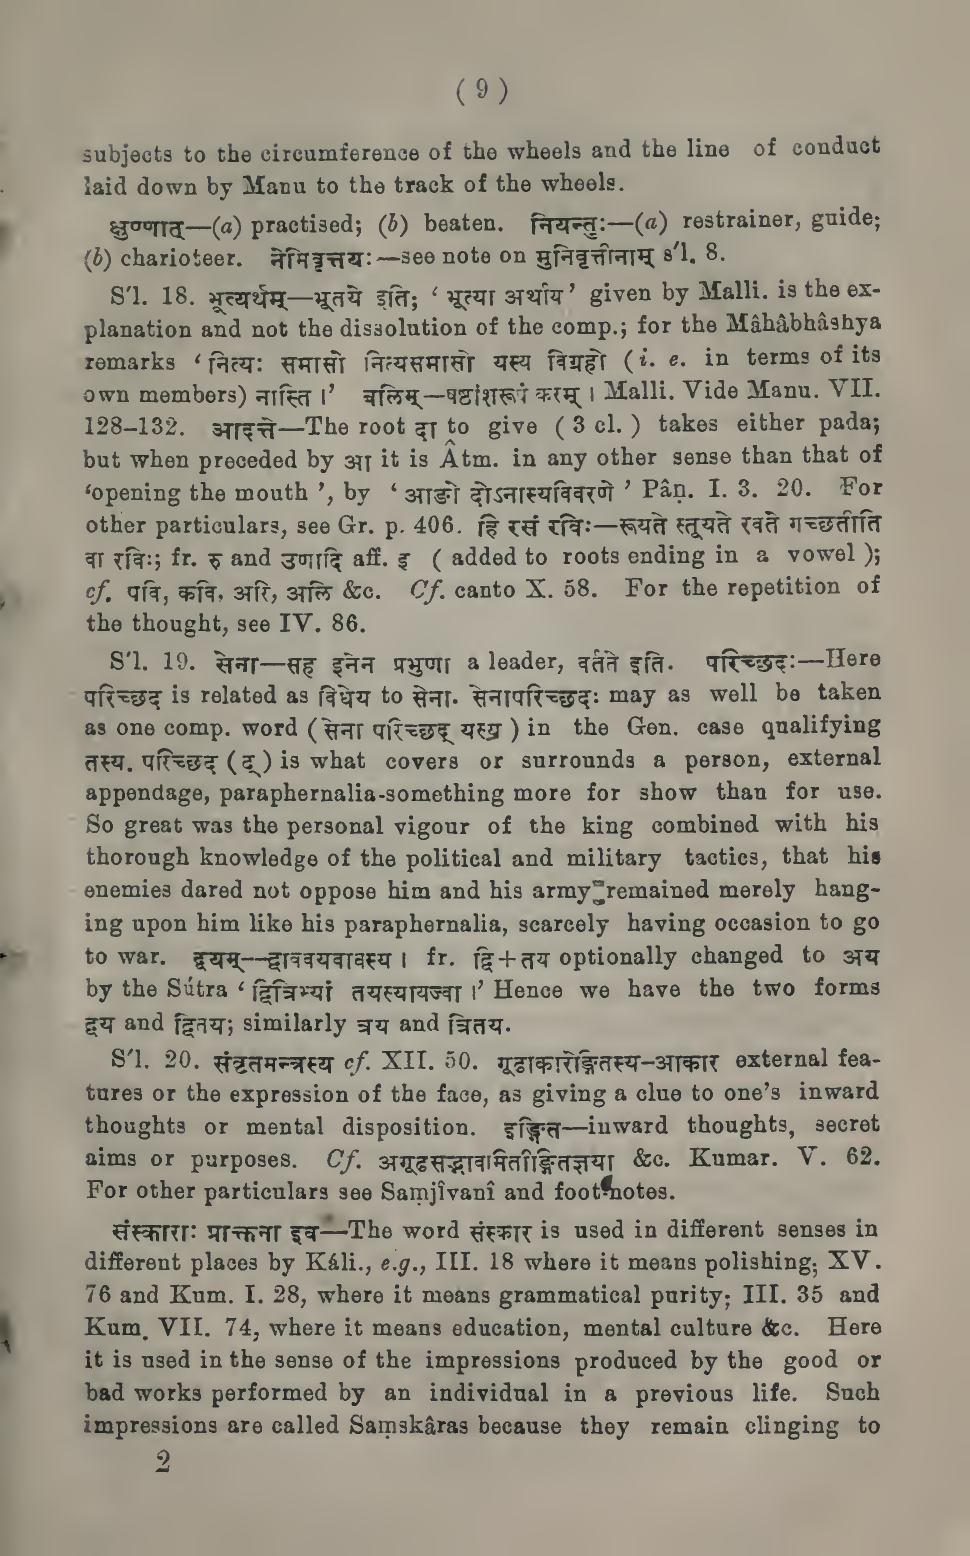 ( 9 )
subjects to the circumference of the wheels and the line of conduct
laid down by Manu to the track of the wheels.
क्षुण्णात्—(a) practised; (b) beaten. नियन्तुः—(a) restrainer, guide;
(b) charioteer. नेमिवृत्तयः—see note on मुनिवृत्तीनाम् s'l. 8.
S'l. 18. भूत्यर्थम्—भूतये इति; ‘ भूत्या अर्थाय’ given by Malli. is the ex-
planation and not the dissolution of the comp.; for the Mâhâbhâshya
remarks ‘ नित्यः समासो नित्यसमासो यस्य विग्रहो (i. e. in terms of its
own members) नास्ति ।’ बलिम्—षष्ठांशरूपं करम् । Malli. Vide Manu. VII.
128–132. आदत्ते—The root दा to give ( 3 cl. ) takes either pada;
but when preceded by आ it is Âtm. in any other sense than that of
‘opening the mouth ’, by ‘ आङो दोऽनास्यविवरणे ’ Pâṇ. I. 3. 20. For
other particulars, see Gr. p. 406. हि रसं रविः—रूयते स्तूयते रवते गच्छतीति
वा रविः; fr. रु and उणादि aff. इ ( added to roots ending in a vowel );
cf. पवि, कवि, अरि, अलि &c. Cf. canto X. 58. For the repetition of
the thought, see IV. 86.
S'l. 19. सेना—सह इनेन प्रभुणा a leader, वर्तते इति. परिच्छदः—Here
परिच्छद is related as विधेय to सेना. सेनापरिच्छदः may as well be taken
as one comp. word ( सेना परिच्छद् यस्य ) in the Gen. case qualifying
तस्य. परिच्छद ( द् ) is what covers or surrounds a person, external
appendage, paraphernalia-something more for show than for use.
So great was the personal vigour of the king combined with his
thorough knowledge of the political and military tactics, that his
enemies dared not oppose him and his army remained merely hang-
ing upon him like his paraphernalia, scarcely having occasion to go
to war. द्वयम्—द्वाववयवावस्य । fr. द्वि+तय optionally changed to अय
by the Sútra ‘ द्वित्रिभ्यां तयस्यायज्वा ।’ Hence we have the two forms
द्वय and द्वितय; similarly त्रय and त्रितय.
S'l. 20. संवृतमन्त्रस्य cf. XII. 50. गूढाकारेङ्गितस्य–आकार external fea-
tures or the expression of the face, as giving a clue to one’s inward
thoughts or mental disposition. इङ्गित—inward thoughts, secret
aims or purposes. Cf. अगूढसद्भावमितीङ्गितज्ञया &c. Kumar. V. 62.
For other particulars see Saṃjîvanî and foot-notes.
संस्काराः प्राक्तना इव—The word संस्कार is used in different senses in
different places by Káli., e.g., III. 18 where it means polishing; XV.
76 and Kum. I. 28, where it means grammatical purity; III. 35 and
Kum. VII. 74, where it means education, mental culture &c. Here
it is used in the sense of the impressions produced by the good or
bad works performed by an individual in a previous life. Such
impressions are called Saṃskâras because they remain clinging to
2